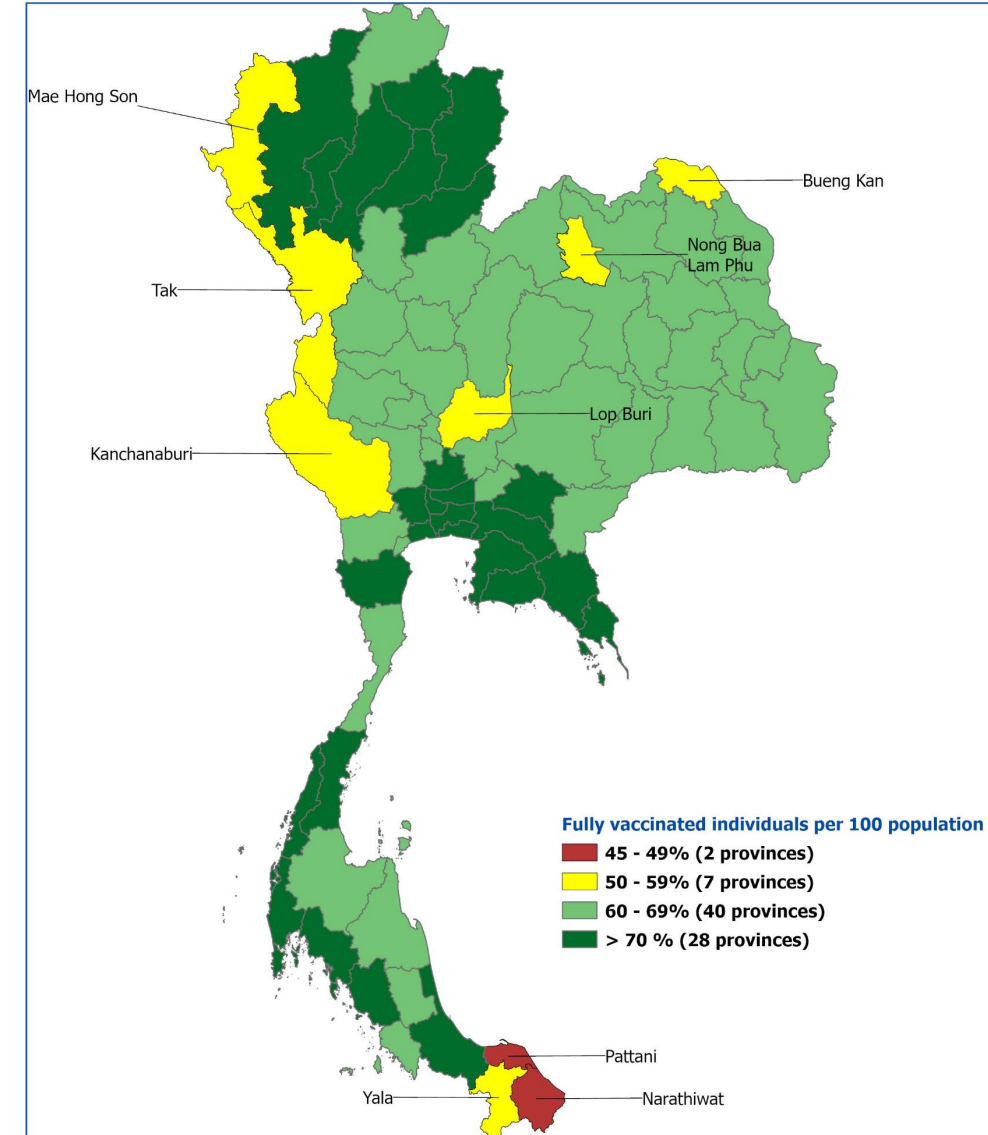 Mae Hong Son
Bueng Kan
Nong Bua
Lam Phu
Tak
Lop Buri
Kanchanaburi
Fully vaccinated individuals per 100 population
45 - 49% (2 provinces)
50 - 59% (7 provinces)
60 - 69% (40 provinces)
> 70 % (28 provinces)
Pattani
Yala
Narathiwat